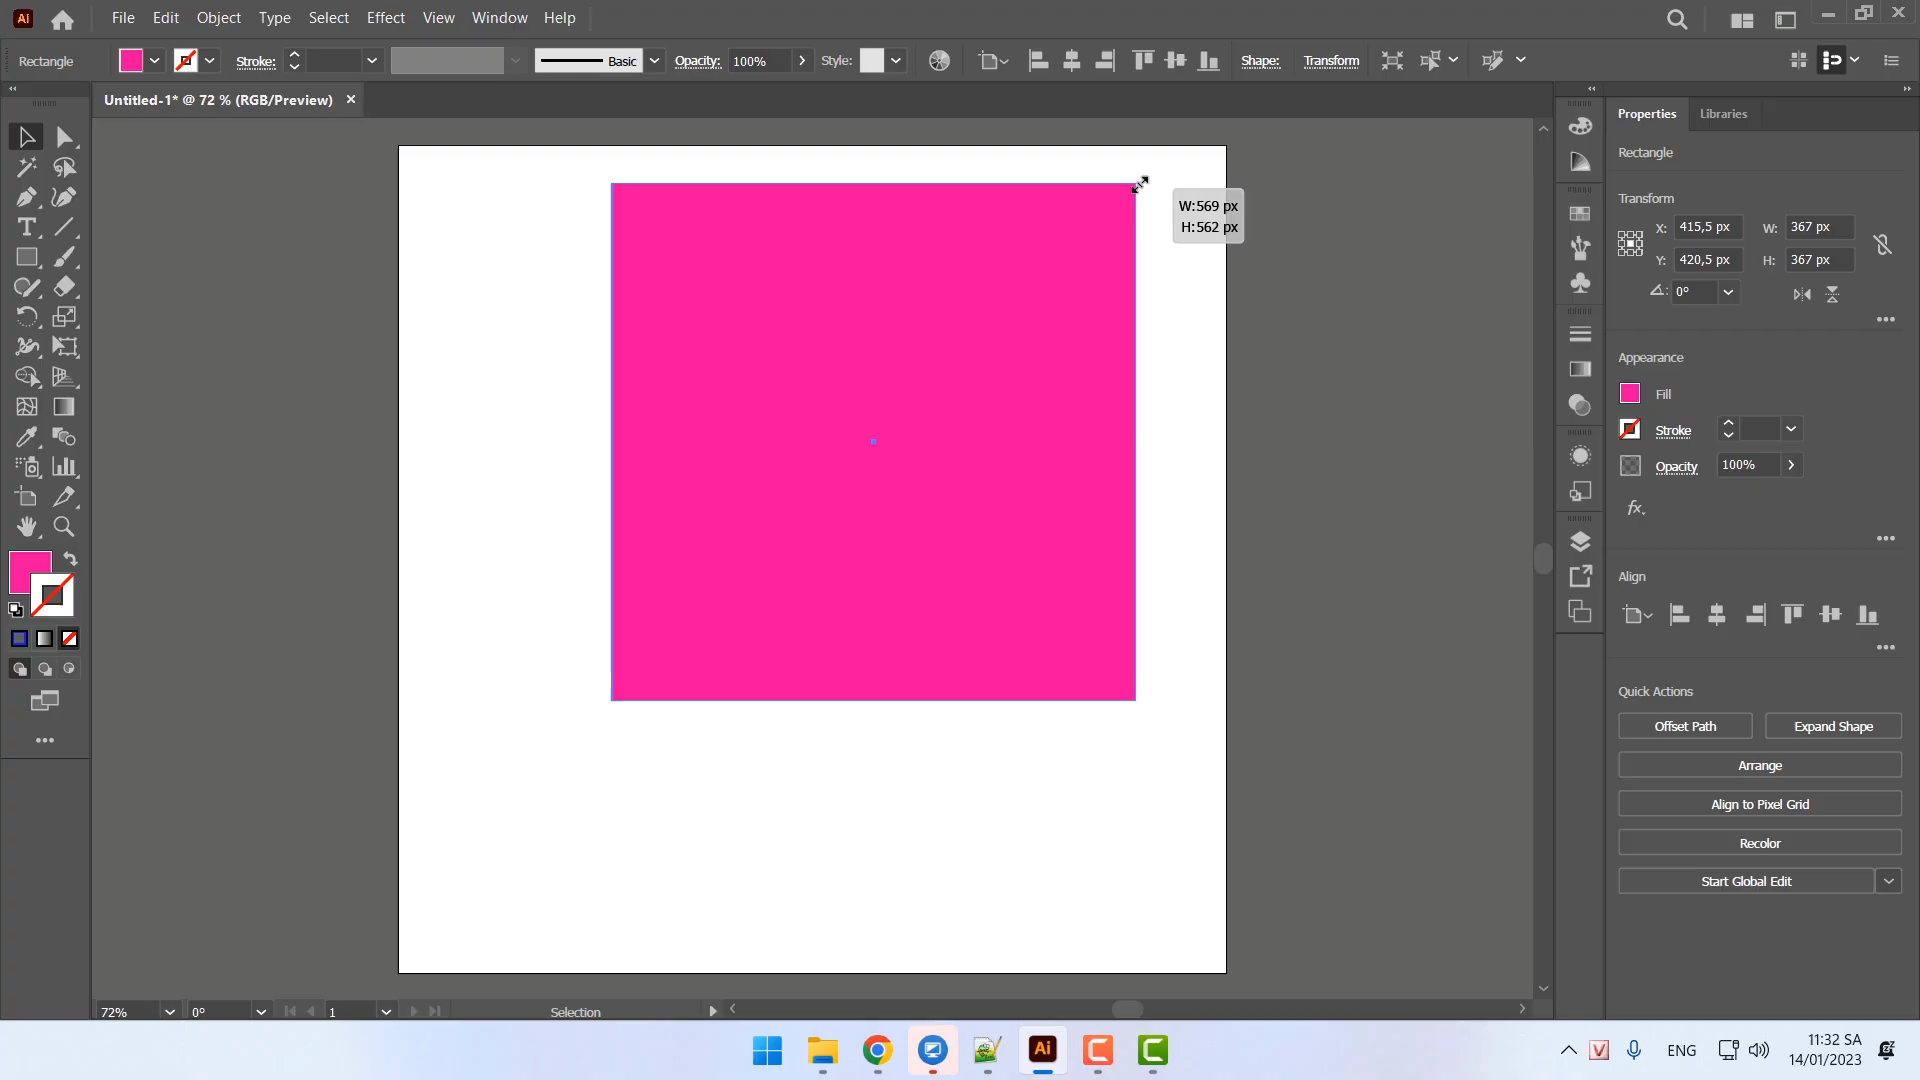 Ai File Edit Object Type Select Effect View Window Help
Rectangle Stroke: Basic Opacity: 100% Style: Shape: Transform
Untitled-1* @ 72 % (RGB/Preview) ×
Properties Libraries
Rectangle
Transform
X: 415,5 px W: 367 px
Y: 420,5 px H: 367 px
0°
W:569 px
H:562 px
Appearance
Fill
Stroke
Opacity 100%
fx.
Align
Quick Actions
Offset Path Expand Shape
Arrange
Align to Pixel Grid
Recolor
Start Global Edit
72% 0° 1 Selection
Ai ENG 11:32 SA
14/01/2023